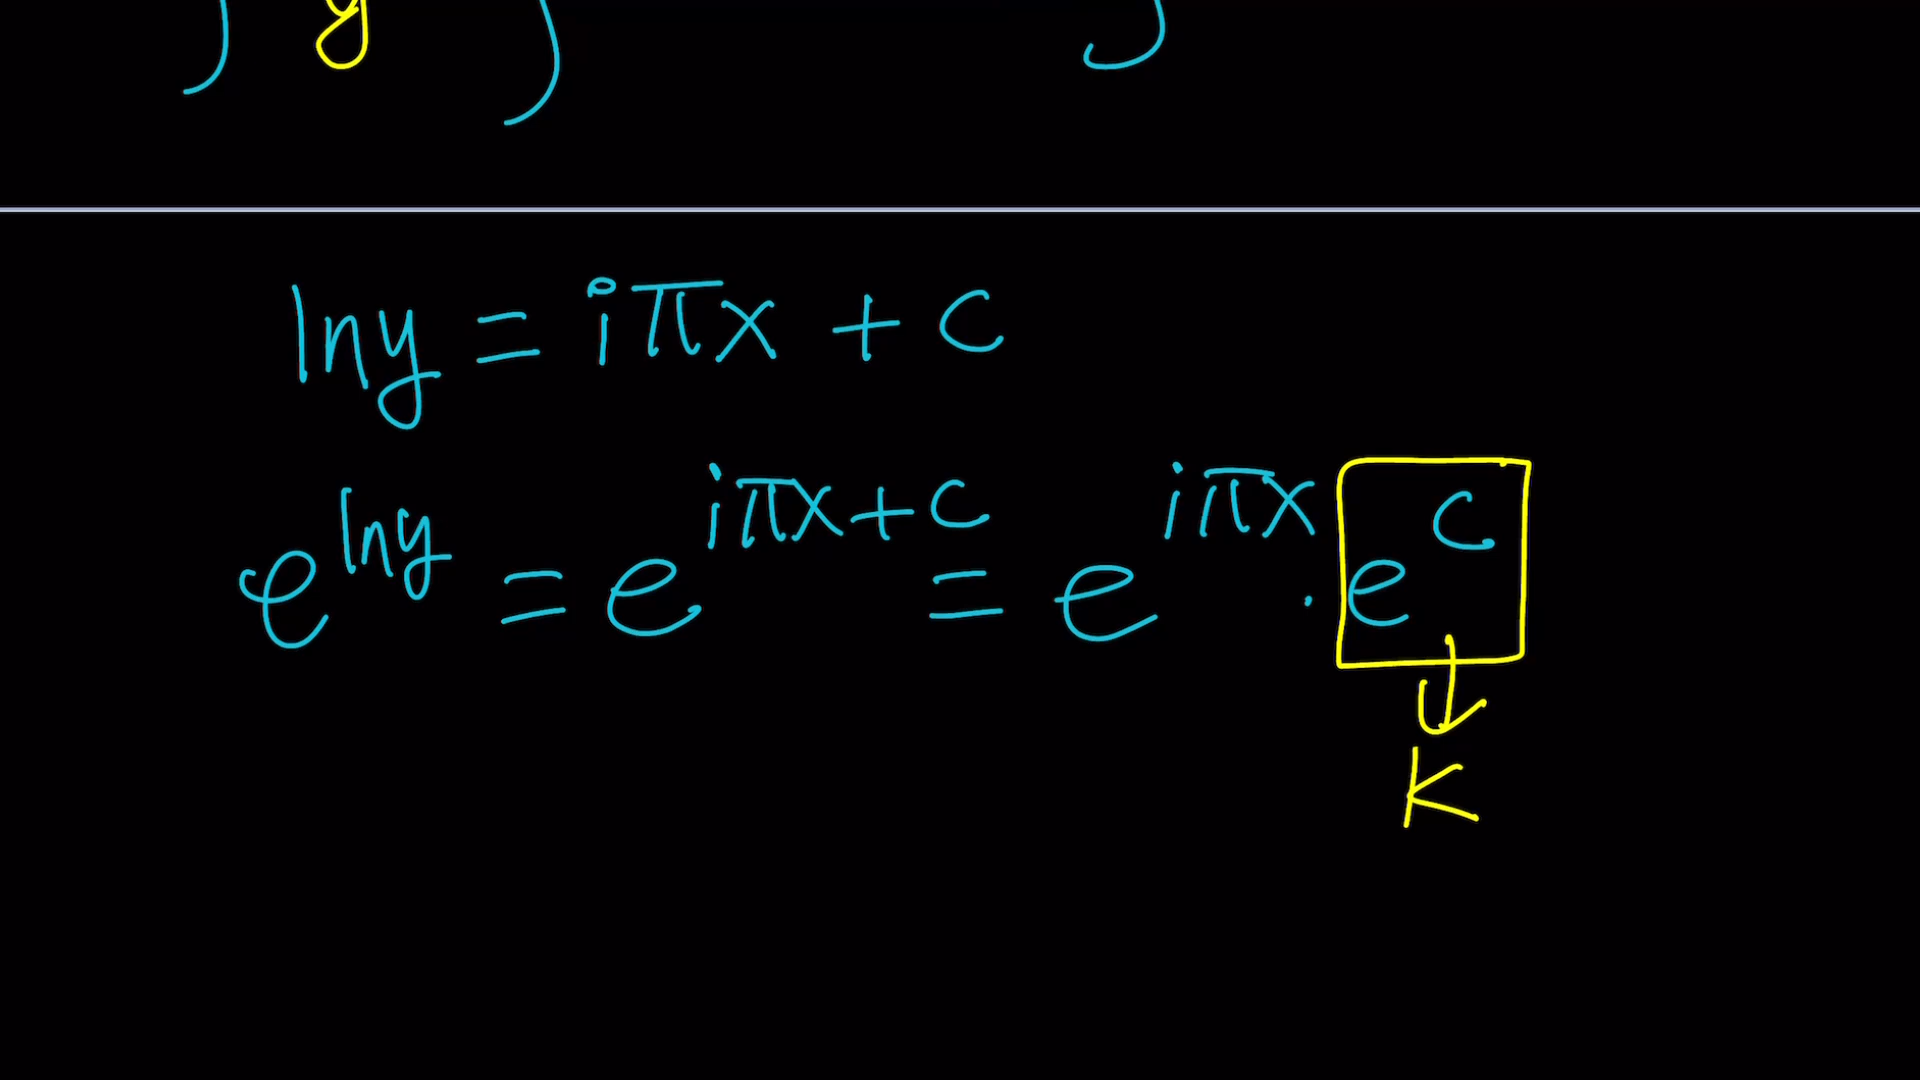 ∫ y ∫ ∫
ln y = iπx + c
e^{ln y} = e^{iπx+c} = e^{iπx} · e^{c}
K